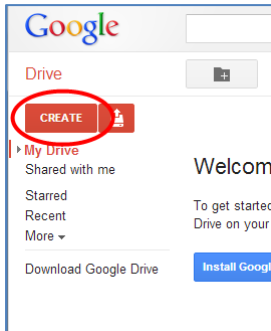 Google
Drive
CREATE
My Drive
Shared with me
Starred
Recent
More
Download Google Drive
Welcom
To get started
Drive on your
Install Googl